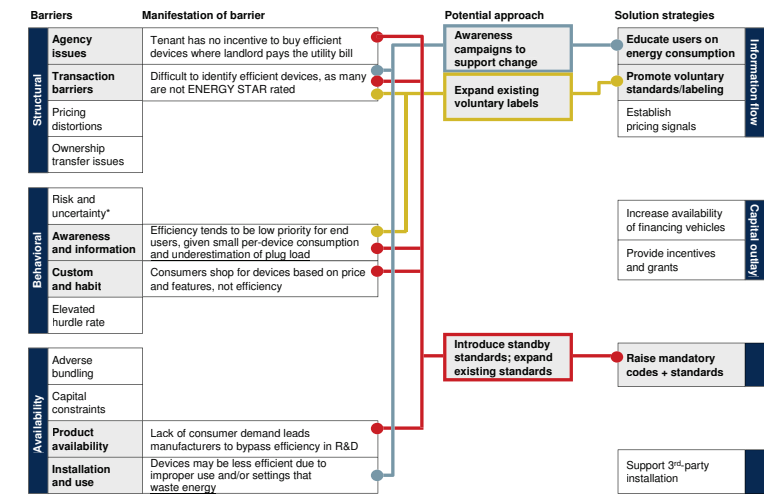 Barriers
Manifestation of barrier
Potential approach
Solution strategies
Structural
Agency
issues
Tenant has no incentive to buy efficient
devices where landlord pays the utility bill
Transaction
barriers
Difficult to identify efficient devices, as many
are not ENERGY STAR rated
Pricing
distortions
Ownership
transfer issues
Behavioral
Risk and
uncertainty*
Awareness
and information
Efficiency tends to be low priority for end
users, given small per-device consumption
and underestimation of plug load
Custom
and habit
Consumers shop for devices based on price
and features, not efficiency
Elevated
hurdle rate
Availability
Adverse
bundling
Capital
constraints
Product
availability
Lack of consumer demand leads
manufacturers to bypass efficiency in R&D
Installation
and use
Devices may be less efficient due to
improper use and/or settings that
waste energy
Awareness
campaigns to
support change
Expand existing
voluntary labels
Introduce standby
standards; expand
existing standards
Educate users on
energy consumption
Promote voluntary
standards/labeling
Establish
pricing signals
Information flow
Increase availability
of financing vehicles
Provide incentives
and grants
Capital outlay
Raise mandatory
codes + standards
Support 3rd-party
installation